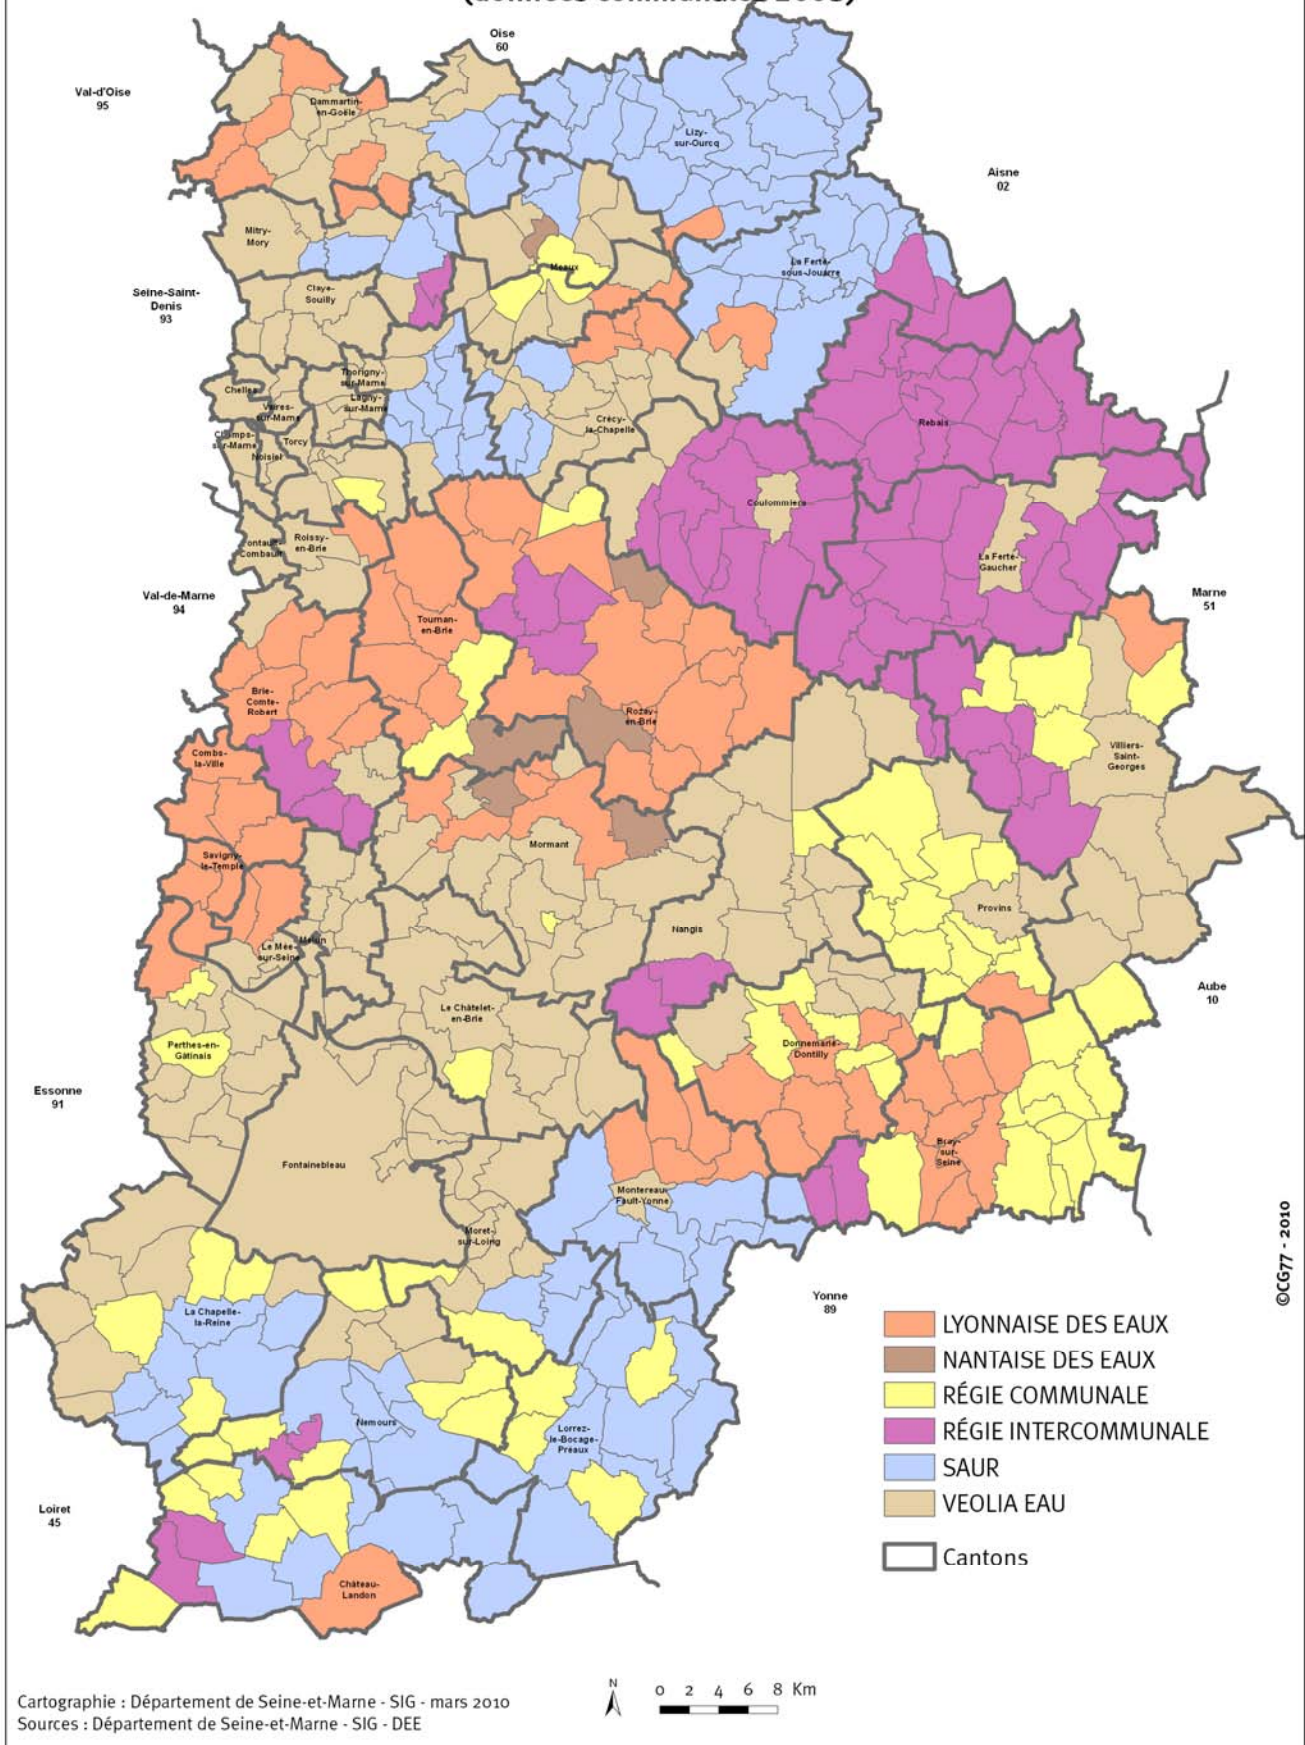 Oise
60
Val-d'Oise
95
Dammartin-
en-Goële
Lizy-
sur-Ourcq
Aisne
02
Mitry-
Mory
Meaux
La Ferté-
sous-Jouarre
Claye-
Souilly
Seine-Saint-
Denis
93
Thorigny-
sur-Marne
Chelles
Lagny-
sur-Marne
Vaires-
sur-Marne
Crécy-
la-Chapelle
Rebais
Champs-
sur-Marne
Torcy
Noisiel
Coulommiers
Roissy-
en-Brie
Pontault-
Combault
La Ferté-
Gaucher
Val-de-Marne
94
Marne
51
Tournan-
en-Brie
Brie-
Comte-
Robert
Rozay-
en-Brie
Combs-
la-Ville
Villiers-
Saint-
Georges
Mormant
Savigny-
le-Temple
Provins
Nangis
Le Mée-
sur-Seine
Melun
Aube
10
Le Châtelet-
en-Brie
Perthes-en-
Gâtinais
Donnemarie-
Dontilly
Essonne
91
Bray-
sur-
Seine
Fontainebleau
Montereau-
Fault-Yonne
Moret-
sur-Loing
©CG77 - 2010
Yonne
89
La Chapelle-
la-Reine
LYONNAISE DES EAUX
NANTAISE DES EAUX
RÉGIE COMMUNALE
RÉGIE INTERCOMMUNALE
SAUR
VEOLIA EAU
Cantons
Nemours
Lorrez-
le-Bocage-
Préaux
Loiret
45
Château-
Landon
N
0 2 4 6 8 Km
Cartographie : Département de Seine-et-Marne - SIG - mars 2010
Sources : Département de Seine-et-Marne - SIG - DEE